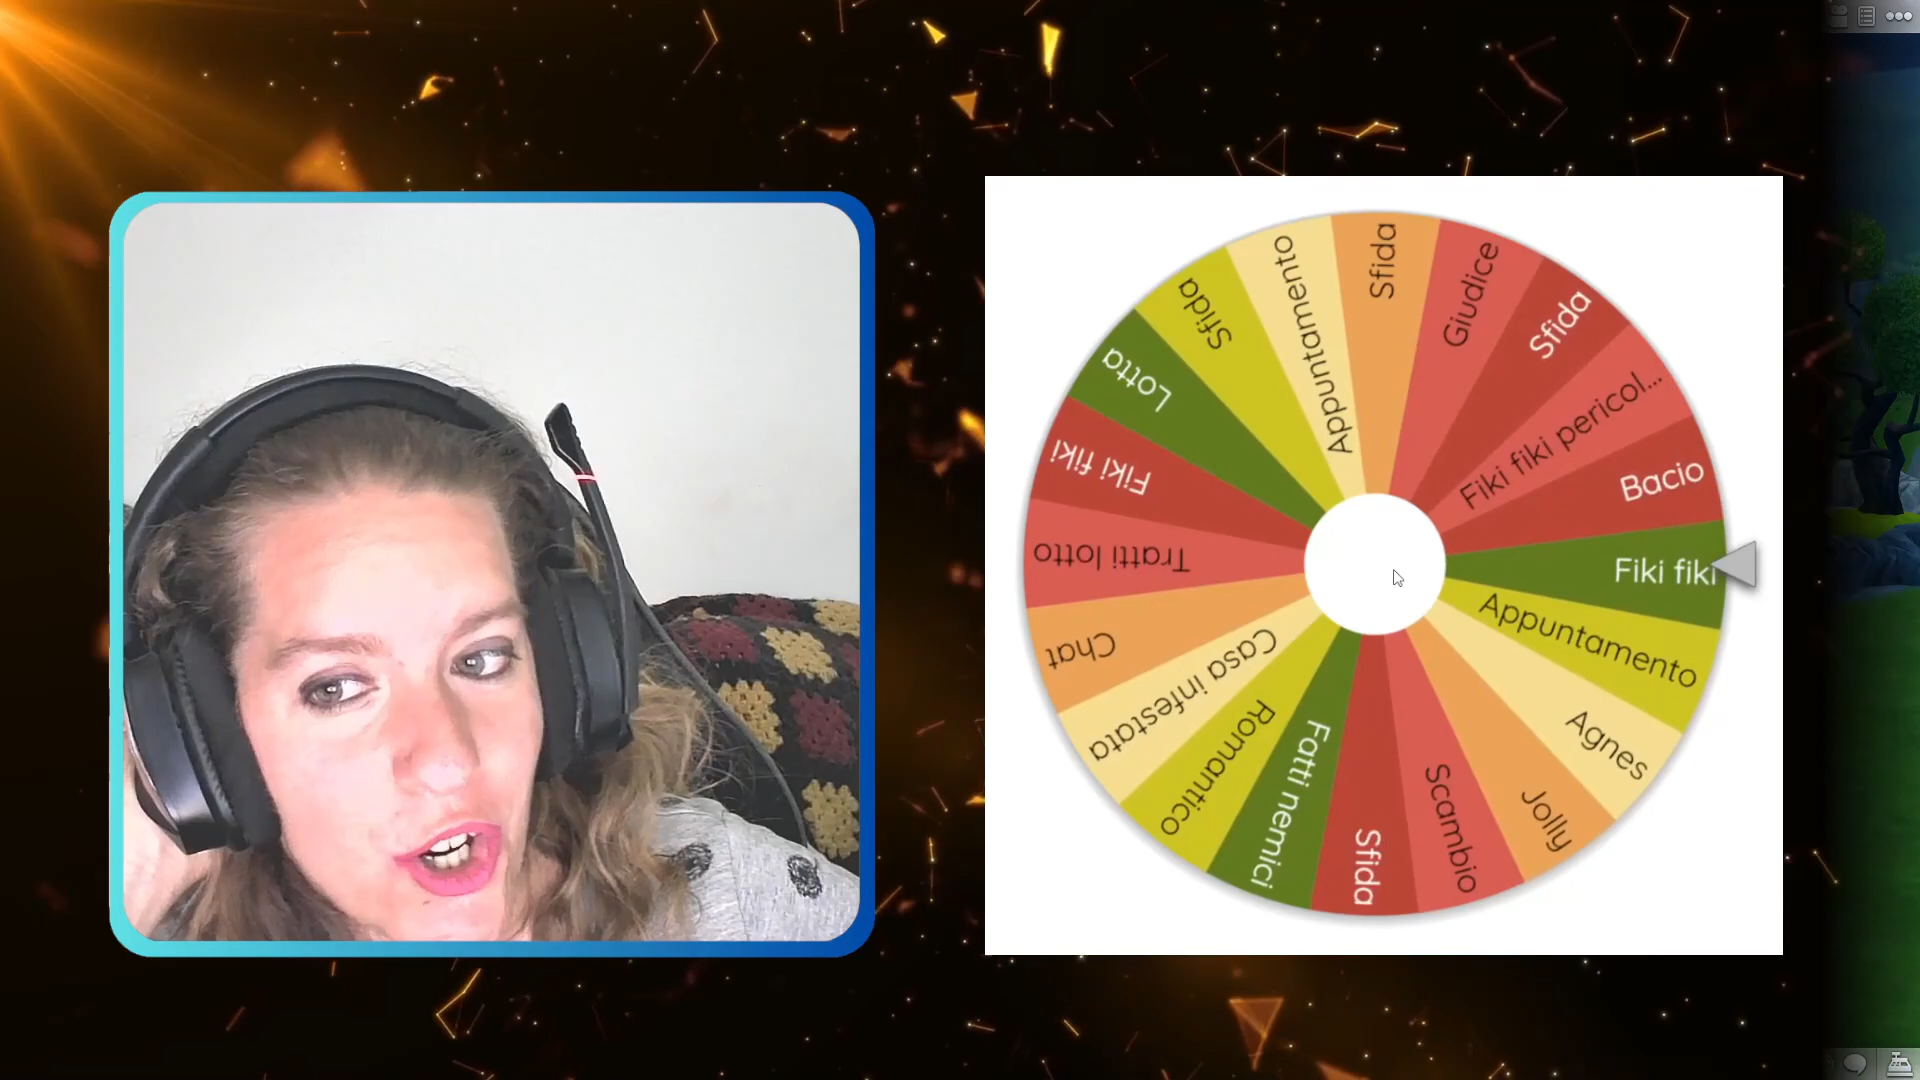 Sfida
Giudice
Sfida
Fiki fiki pericol...
Bacio
Fiki fiki
Appuntamento
Agnes
Jolly
Scambio
Sfida
Fatti nemici
Romantico
Casa infestata
Chat
Tratti lotto
Fiki fiki
Lotta
Sfida
Appuntamento